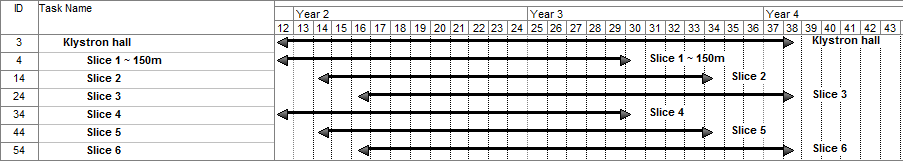 ID Task Name Year 2 Year 3 Year 4
12 13 14 15 16 17 18 19 20 21 22 23 24 25 26 27 28 29 30 31 32 33 34 35 36 37 38 39 40 41 42 43
3 Klystron hall Klystron hall
4 Slice 1 ~ 150m Slice 1 ~ 150m
14 Slice 2 Slice 2
24 Slice 3 Slice 3
34 Slice 4 Slice 4
44 Slice 5 Slice 5
54 Slice 6 Slice 6